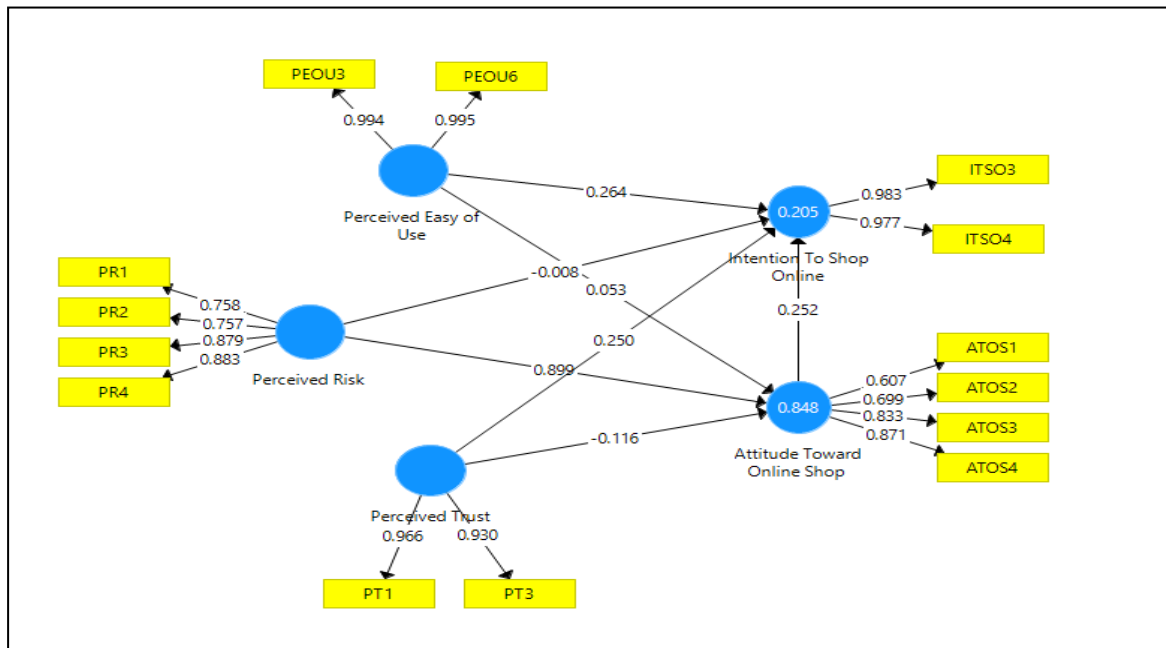 PEOU3
PEOU6
0.994
0.995
Perceived Easy of
Use
0.264
0.205
Intention To Shop
Online
0.983
0.977
ITSO3
ITSO4
PR1
PR2
PR3
PR4
0.758
0.757
0.879
0.883
Perceived Risk
-0.008
0.053
0.250
0.252
0.899
-0.116
0.848
Attitude Toward
Online Shop
0.607
0.699
0.833
0.871
ATOS1
ATOS2
ATOS3
ATOS4
Perceived Trust
0.966
0.930
PT1
PT3